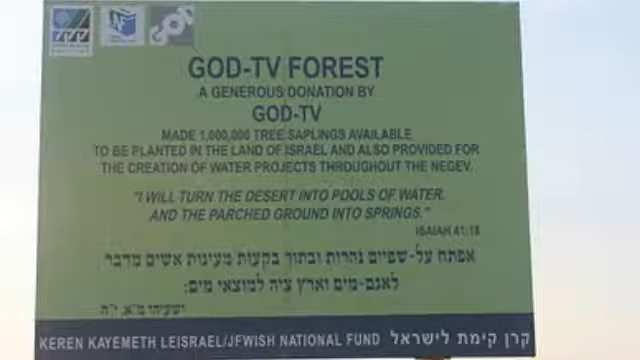 GOD-TV FOREST
A GENEROUS DONATION BY
GOD-TV
MADE 1,000,000 TREE SAPLINGS AVAILABLE
TO BE PLANTED IN THE LAND OF ISRAEL AND ALSO PROVIDED FOR
THE CREATION OF WATER PROJECTS THROUGHOUT THE NEGEV.
"I WILL TURN THE DESERT INTO POOLS OF WATER.
AND THE PARCHED GROUND INTO SPRINGS."
ISAIAH 41:18
אפתח על-שפיים נהרות ובתוך בקעות מעינות אשים מדבר
לאגם-מים וארץ ציה למוצאי מים:
ישעיהו מ"א, י"ח
KEREN KAYEMETH LEISRAEL/JEWISH NATIONAL FUND קרן קימת לישראל